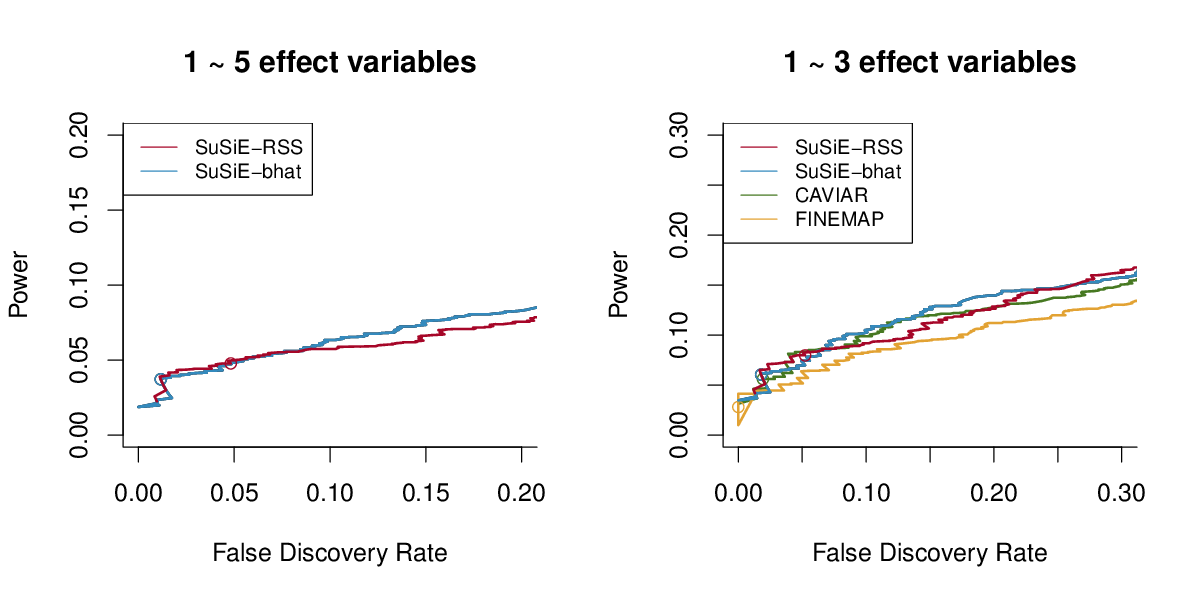 1 ~ 5 effect variables
Power
0.20
0.15
0.10
0.05
0.00
SuSiE−RSS
SuSiE−bhat
0.00 0.05 0.10 0.15 0.20
False Discovery Rate
1 ~ 3 effect variables
Power
0.30
0.20
0.10
0.00
SuSiE−RSS
SuSiE−bhat
CAVIAR
FINEMAP
0.00 0.10 0.20 0.30
False Discovery Rate